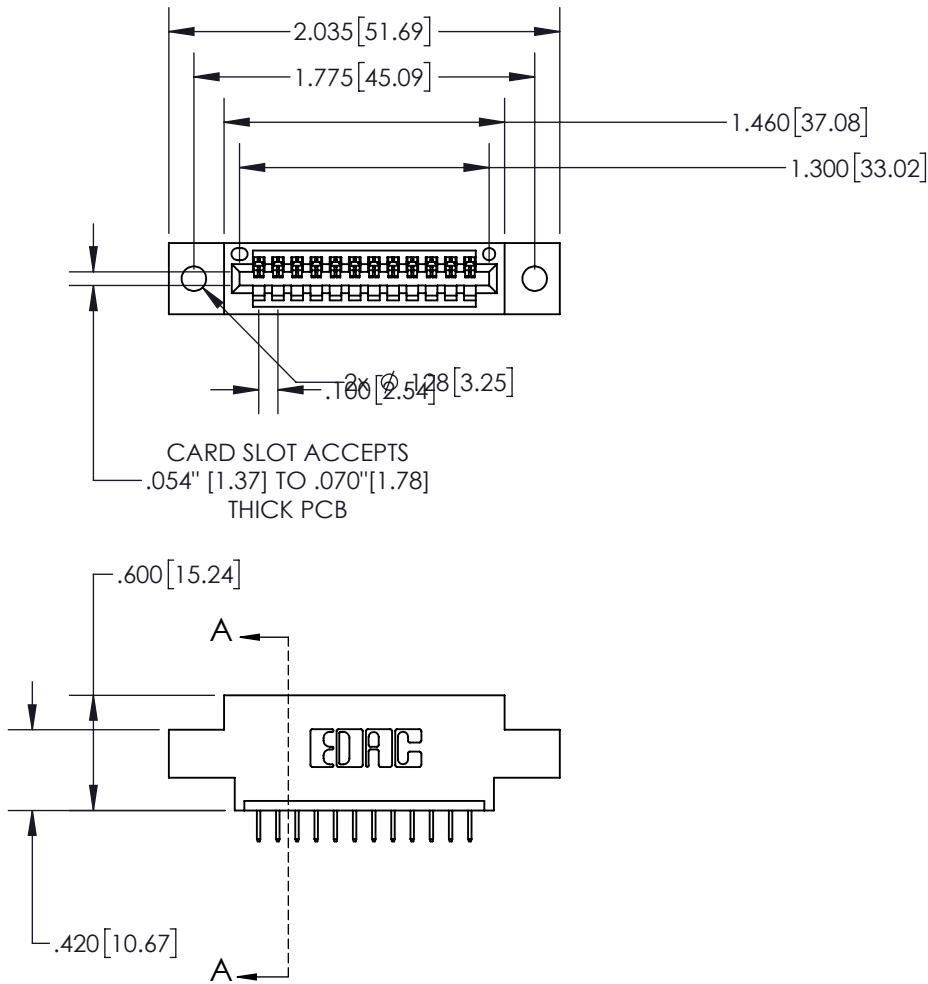 2.035[51.69]
1.775[45.09]
1.460[37.08]
1.300[33.02]
2x Ø .128[3.25]
.100[2.54]
CARD SLOT ACCEPTS
.054" [1.37] TO .070"[1.78]
THICK PCB
.600[15.24]
A
EDAC
.420[10.67]
A